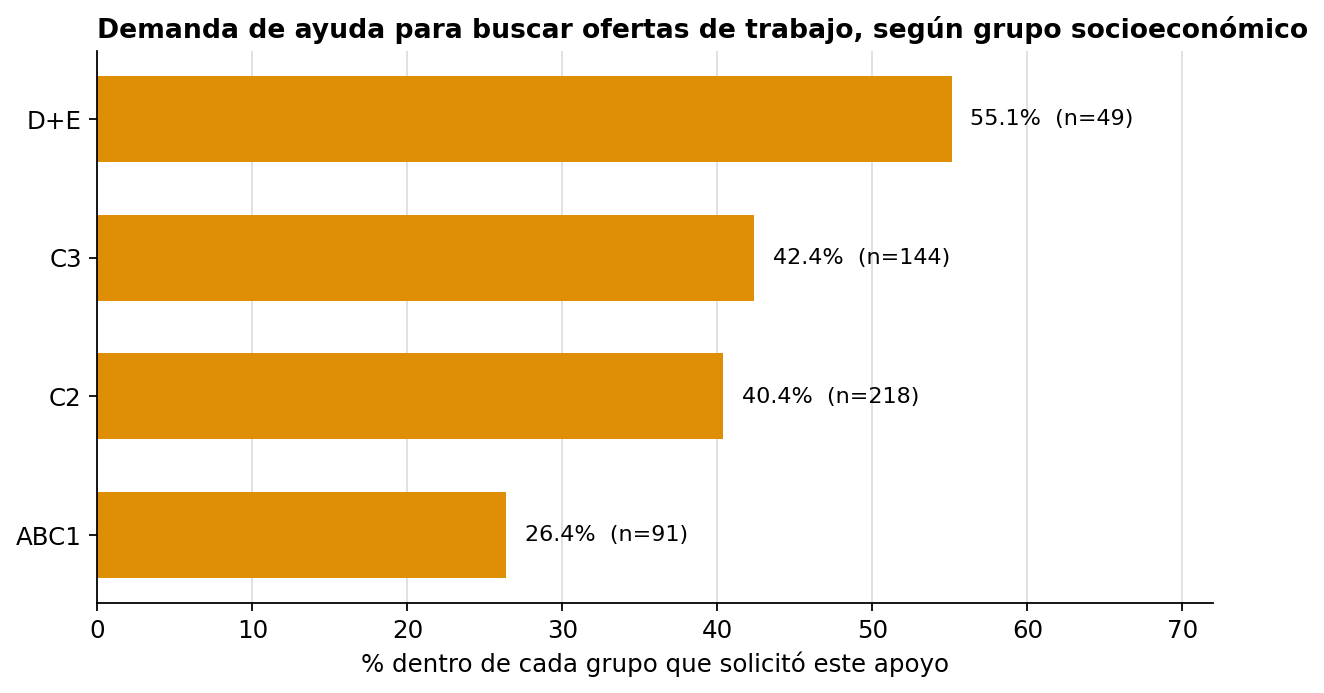 Demanda de ayuda para buscar ofertas de trabajo, según grupo socioeconómico
D+E
55.1% (n=49)
C3
42.4% (n=144)
C2
40.4% (n=218)
ABC1
26.4% (n=91)
0 10 20 30 40 50 60 70
% dentro de cada grupo que solicitó este apoyo